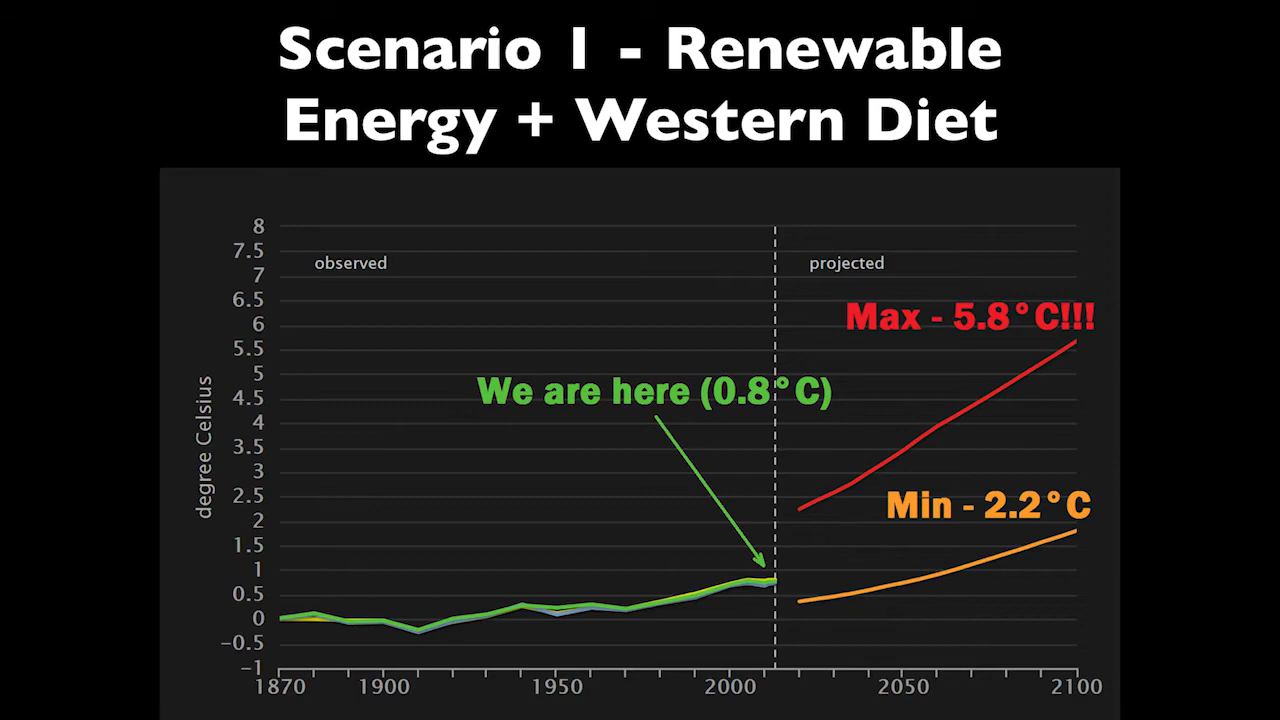 Scenario 1 - Renewable
Energy + Western Diet
8
7.5
observed
projected
7
6.5
Max - 5.8°C!!!
6
5.5
5
We are here (0.8°C)
4.5
4
3.5
3
degree Celsius
2.5
Min - 2.2°C
2
1.5
1
0.5
0
−0.5
−1
1870 1900 1950 2000 2050 2100